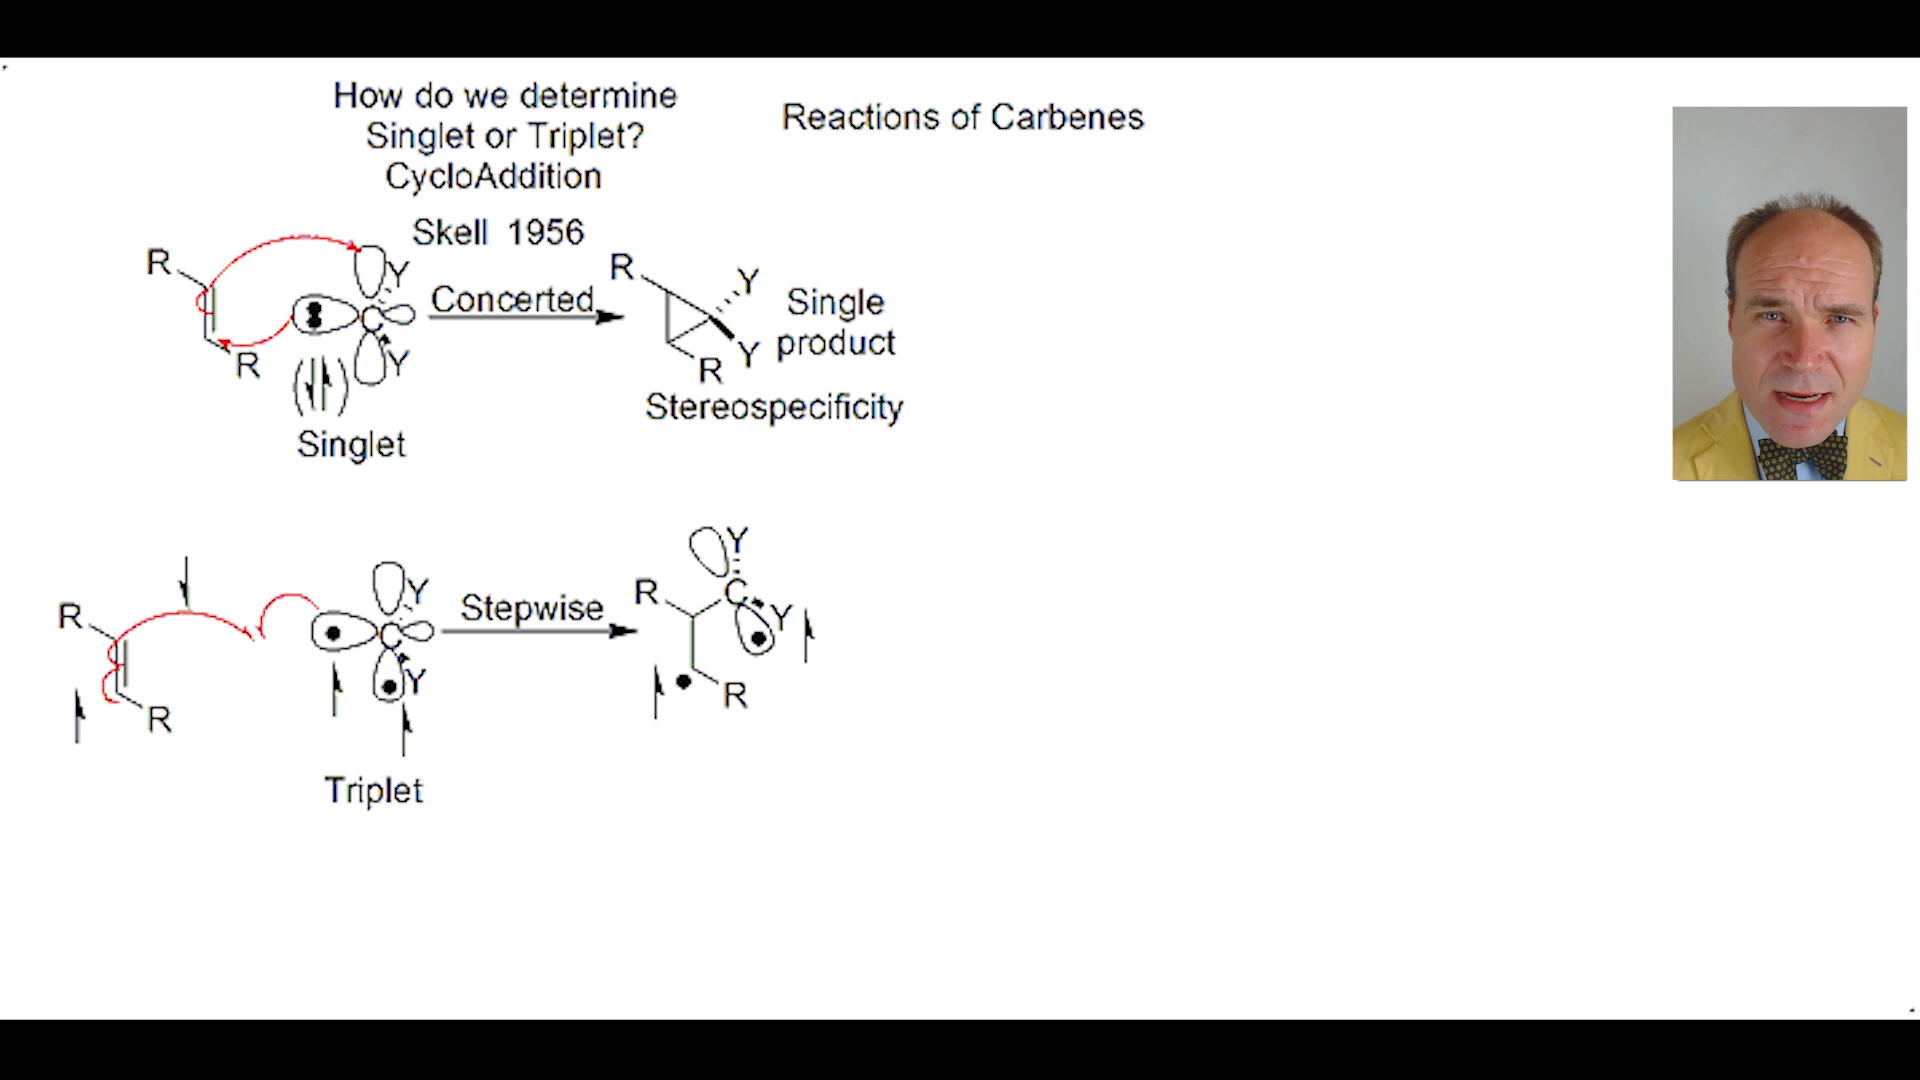 How do we determine
Singlet or Triplet?
CycloAddition
Reactions of Carbenes
Skell 1956
R
Y
C
Y
R
Concerted
R
Y
Y
R
Single
product
Stereospecificity
Singlet
R
R
Y
C
Y
Stepwise
R
Y
C
Y
R
Triplet